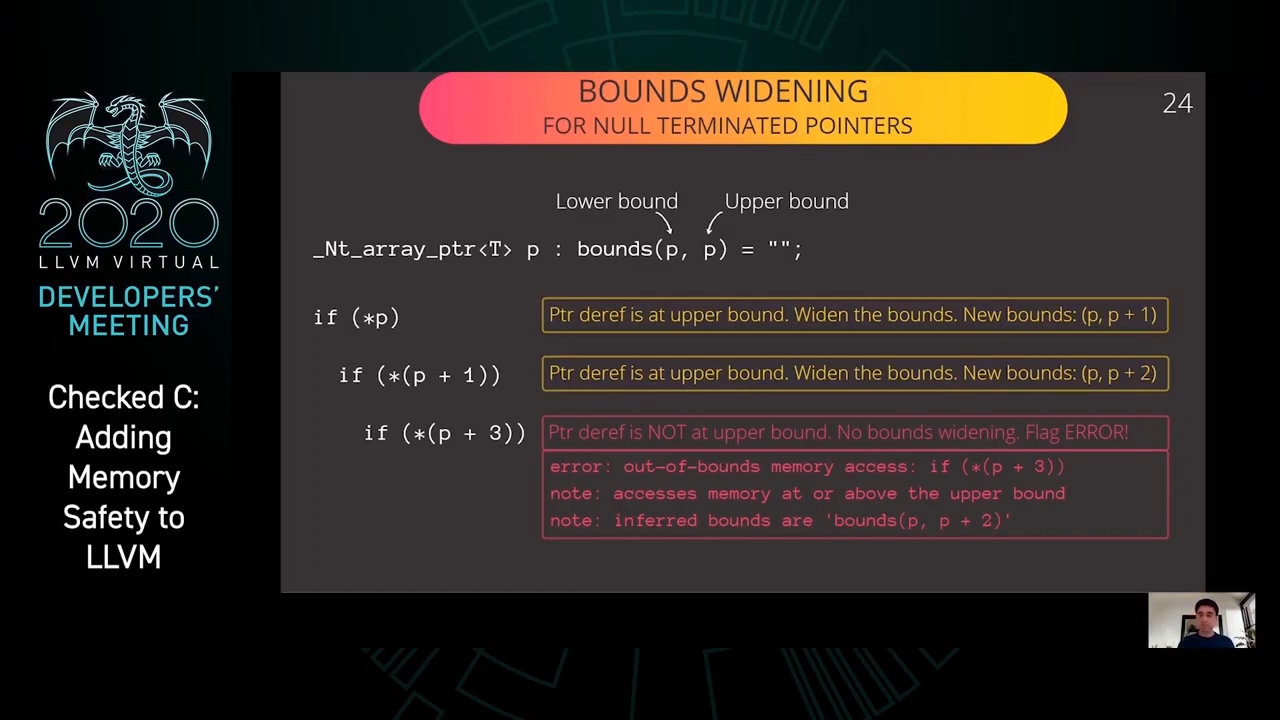 2020
LLVM VIRTUAL
DEVELOPERS'
MEETING
Checked C:
Adding
Memory
Safety to
LLVM
BOUNDS WIDENING
FOR NULL TERMINATED POINTERS
24
Lower bound Upper bound
_Nt_array_ptr<T> p : bounds(p, p) = "";
if (*p) Ptr deref is at upper bound. Widen the bounds. New bounds: (p, p + 1)
if (*(p + 1)) Ptr deref is at upper bound. Widen the bounds. New bounds: (p, p + 2)
if (*(p + 3)) Ptr deref is NOT at upper bound. No bounds widening. Flag ERROR!
error: out-of-bounds memory access: if (*(p + 3))
note: accesses memory at or above the upper bound
note: inferred bounds are 'bounds(p, p + 2)'